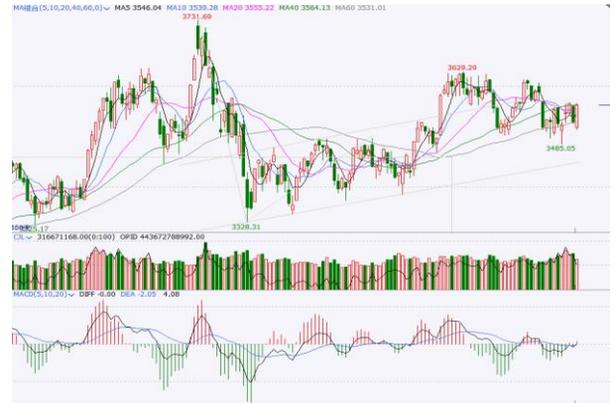 MA组合(5,10,20,40,60,0) MA5 3546.04 MA10 3539.28 MA20 3555.22 MA40 3564.13 MA60 3531.01
3731.69
3629.29
3485.05
3328.31
CJL 316671168.00(0:100) OPID 443672788992.00
MACD(5,10,20) DIFF -0.00 DEA -2.05 4.08